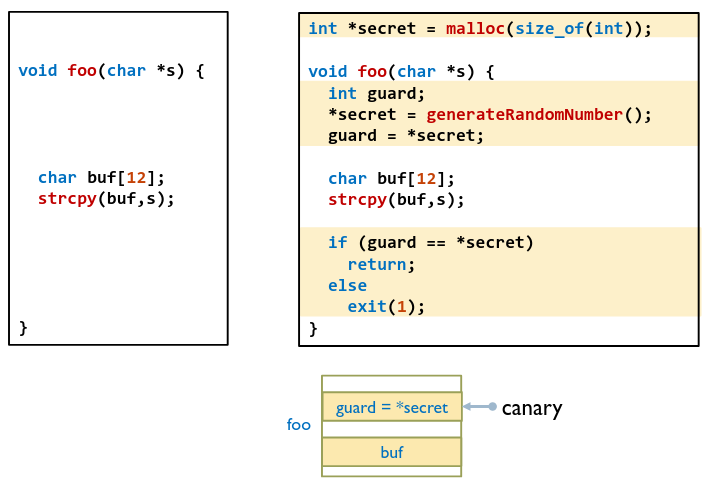 void foo(char *s) {
char buf[12];
strcpy(buf,s);
}
int *secret = malloc(size_of(int));
void foo(char *s) {
int guard;
*secret = generateRandomNumber();
guard = *secret;
char buf[12];
strcpy(buf,s);
if (guard == *secret)
return;
else
exit(1);
}
guard = *secret
canary
foo
buf